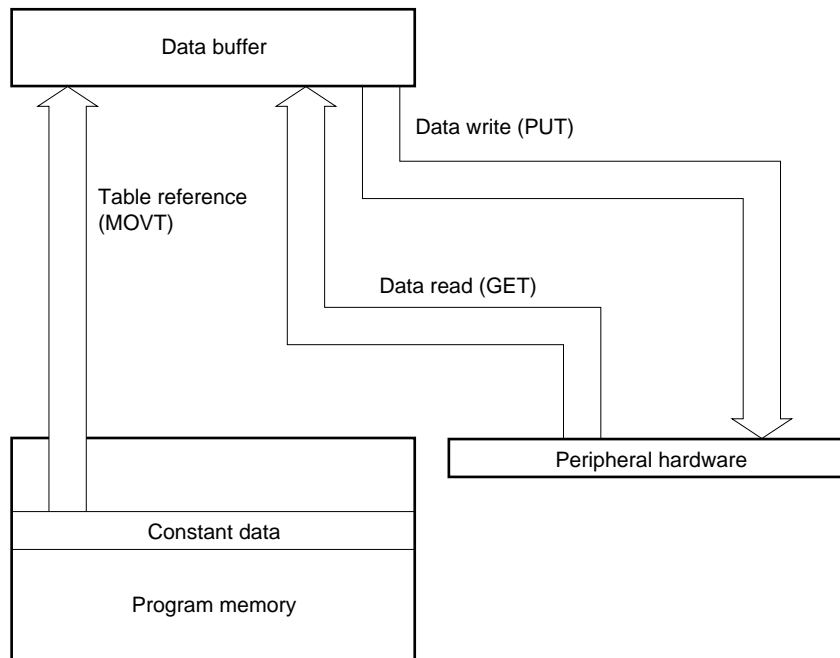 Data buffer
Data write (PUT)
Table reference
(MOVT)
Data read (GET)
Peripheral hardware
Constant data
Program memory